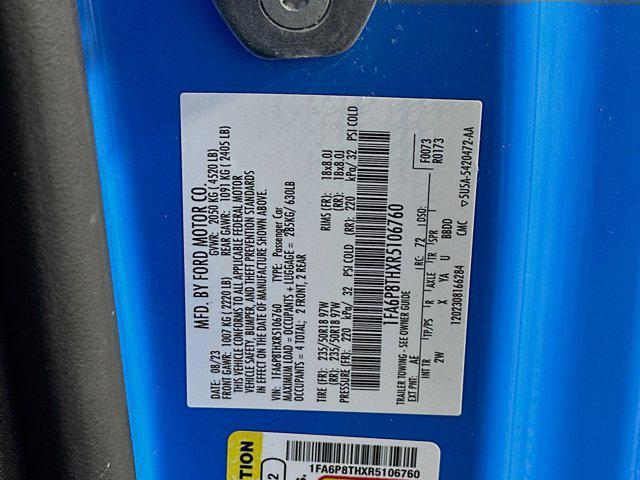 MFD. BY FORD MOTOR CO.
DATE: 08/23 GVWR: 2050 KG ( 4520 LB)
FRONT GAWR: 1007 KG ( 2220 LB) REAR GAWR: 1091 KG ( 2405 LB)
THIS VEHICLE CONFORMS TO ALL APPLICABLE FEDERAL MOTOR
VEHICLE SAFETY, BUMPER, AND THEFT PREVENTION STANDARDS
IN EFFECT ON THE DATE OF MANUFACTURE SHOWN ABOVE.
VIN: 1FA6P8THXR5106760 TYPE: Passenger Car
MAXIMUM LOAD = OCCUPANTS + LUGGAGE = 285KG/ 630LB
OCCUPANTS = 4 TOTAL; 2 FRONT, 2 REAR
TIRE (FR): 235/50R18 97W RIMS (FR): 18x8.0J
(RR): 235/50R18 97W (RR): 18x8.0J
PRESSURE (FR): 220 kPa/ 32 PSI COLD (RR): 220 kPa/ 32 PSI COLD
1FA6P8THXR5106760
TRAILER TOWING - SEE OWNER GUIDE
EXT PNT: AE RC: 72 DSO: F0073
R0173
INT TR TP/PS R AXLE TR SPR
2W X YA U BBDD
1202308166284 CMC ▽5U5A-5420472-AA
1FA6P8THXR5106760